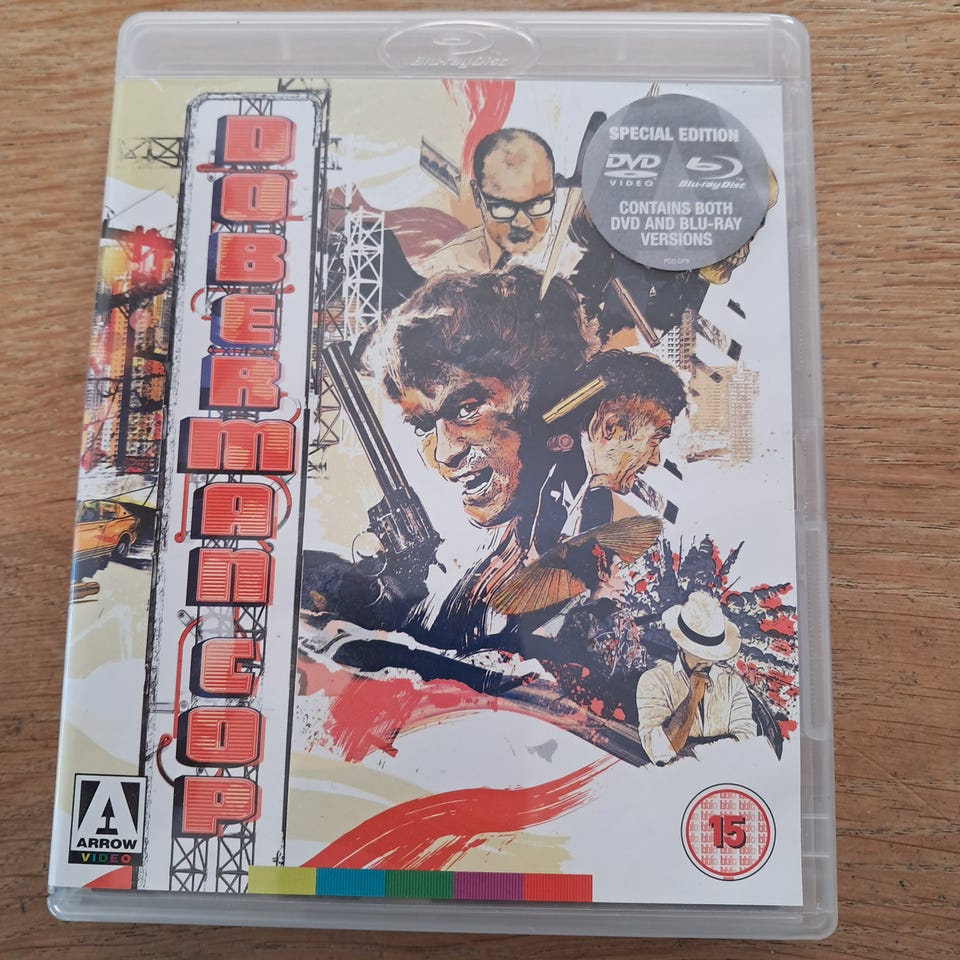 Blu-ray Disc
DOBERMAN COP
SPECIAL EDITION
DVD
VIDEO
Blu-ray Disc
CONTAINS BOTH
DVD AND BLU-RAY
VERSIONS
A
ARROW
VIDEO
15